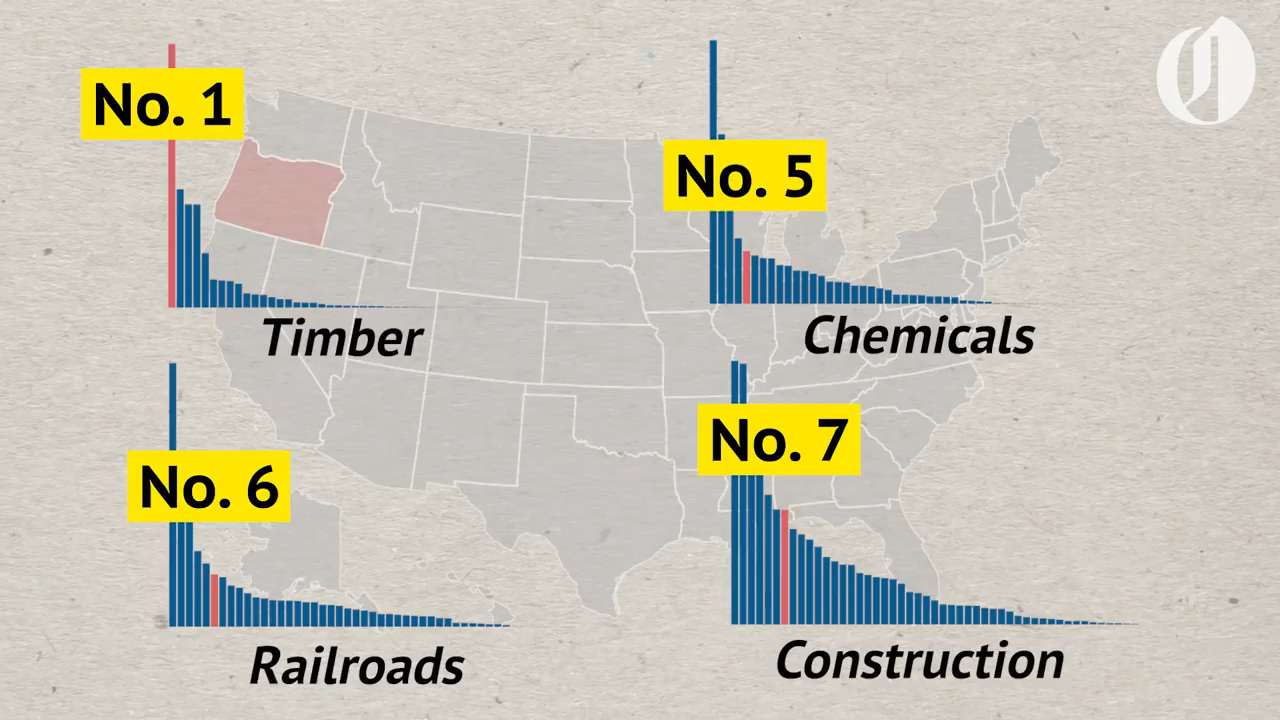 No. 1
Timber
No. 5
Chemicals
No. 6
Railroads
No. 7
Construction